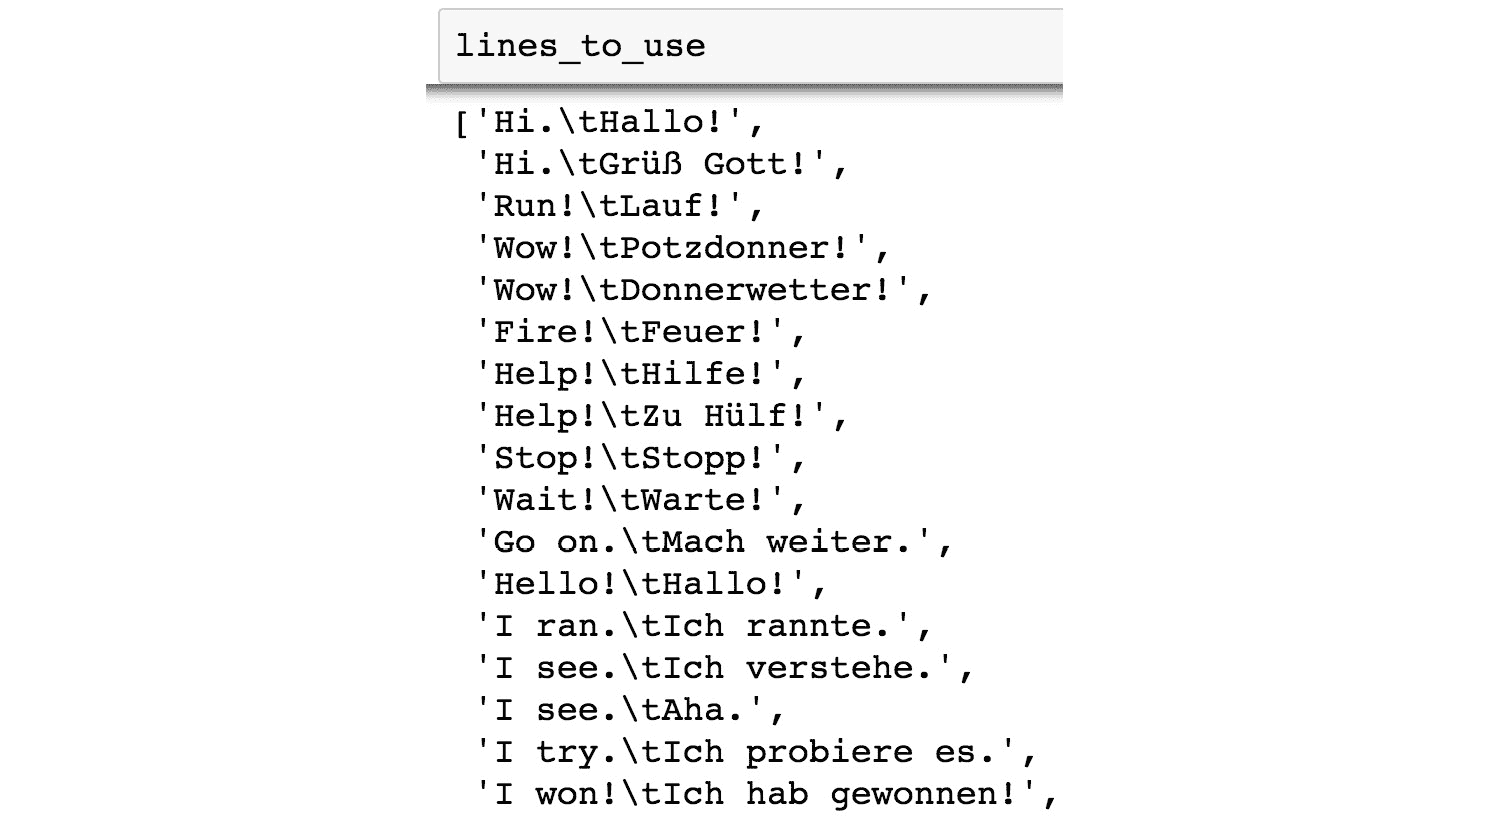 lines_to_use
['Hi.\tHallo!',
'Hi.\tGrüß Gott!',
'Run!\tLauf!',
'Wow!\tPotzdonner!',
'Wow!\tDonnerwetter!',
'Fire!\tFeuer!',
'Help!\tHilfe!',
'Help!\tZu Hülf!',
'Stop!\tStopp!',
'Wait!\tWarte!',
'Go on.\tMach weiter.',
'Hello!\tHallo!',
'I ran.\tIch rannte.',
'I see.\tIch verstehe.',
'I see.\tAha.',
'I try.\tIch probiere es.',
'I won!\tIch hab gewonnen!',